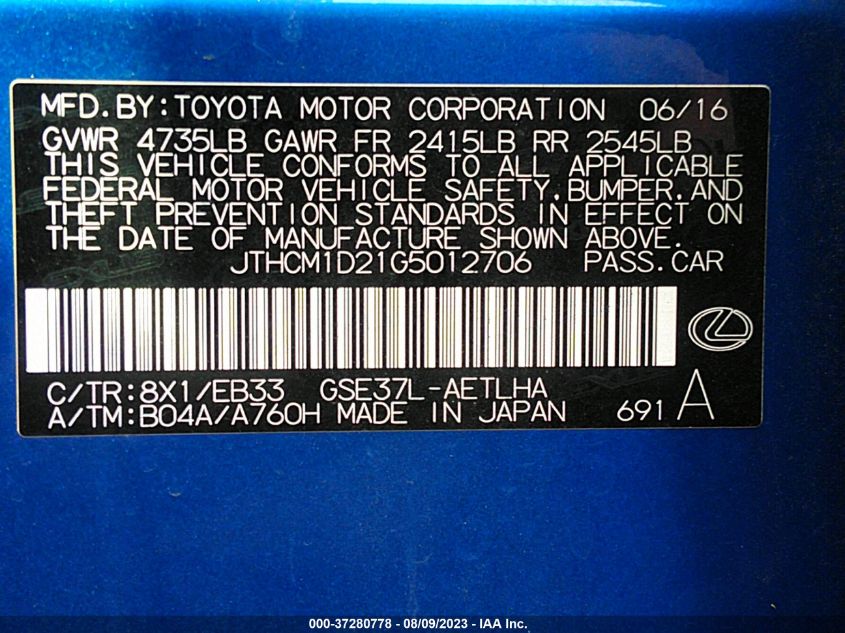 MFD.BY:TOYOTA MOTOR CORPORATION 06/16
GVWR 4735LB GAWR FR 2415LB RR 2545LB
THIS VEHICLE CONFORMS TO ALL APPLICABLE
FEDERAL MOTOR VEHICLE SAFETY,BUMPER,AND
THEFT PREVENTION STANDARDS IN EFFECT ON
THE DATE OF MANUFACTURE SHOWN ABOVE.
JTHCM1D21G5012706 PASS.CAR
C/TR:8X1/EB33 GSE37L-AETLHA
A/TM:B04A/A760H MADE IN JAPAN 691 A
000-37280778 - 08/09/2023 - IAA Inc.